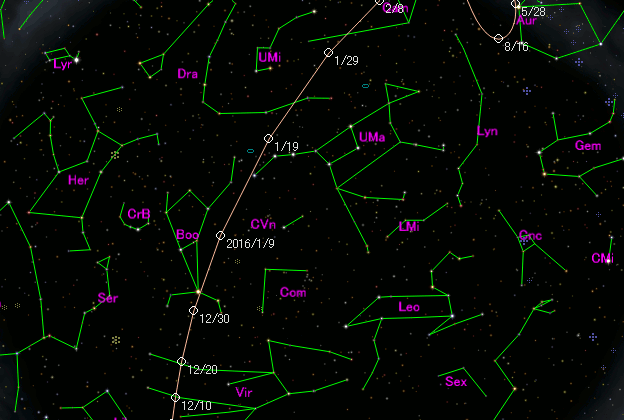 2/8
5/28
Aur
8/16
Lyr
Dra
UMi
1/29
UMa
Lyn
1/19
Gem
Her
CrB
Boo
CVn
LMi
Cnc
2016/1/9
CMi
Ser
Com
Leo
12/30
12/20
Vir
Sex
12/10